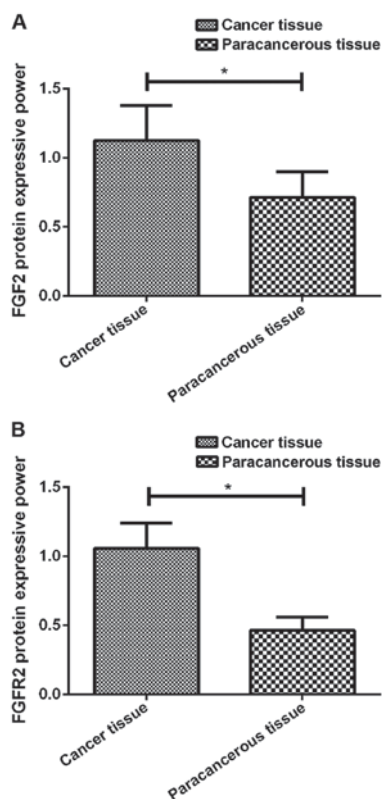 A
Cancer tissue
Paracancerous tissue
*
1.5
1.0
0.5
0.0
FGF2 protein expressive power
Cancer tissue
Paracancerous tissue
B
Cancer tissue
Paracancerous tissue
*
1.5
1.0
0.5
0.0
FGFR2 protein expressive power
Cancer tissue
Paracancerous tissue